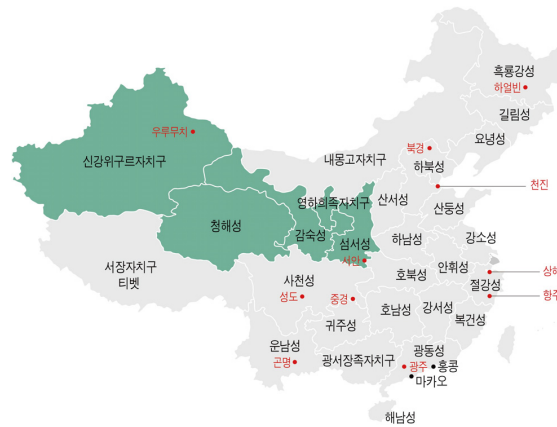 흑룡강성
하얼빈
길림성
요녕성
우루무치
북경
신강위구르자치구
내몽고자치구
하북성
천진
영하회족자치구
산서성
산둥성
청해성
감숙성
섬서성
하남성
강소성
서안
서장자치구
티벳
사천성
호북성
안휘성
상해
성도
중경
절강성
항주
호남성
강서성
귀주성
복건성
운남성
곤명
광서장족자치구
광동성
광주
홍콩
마카오
해남성